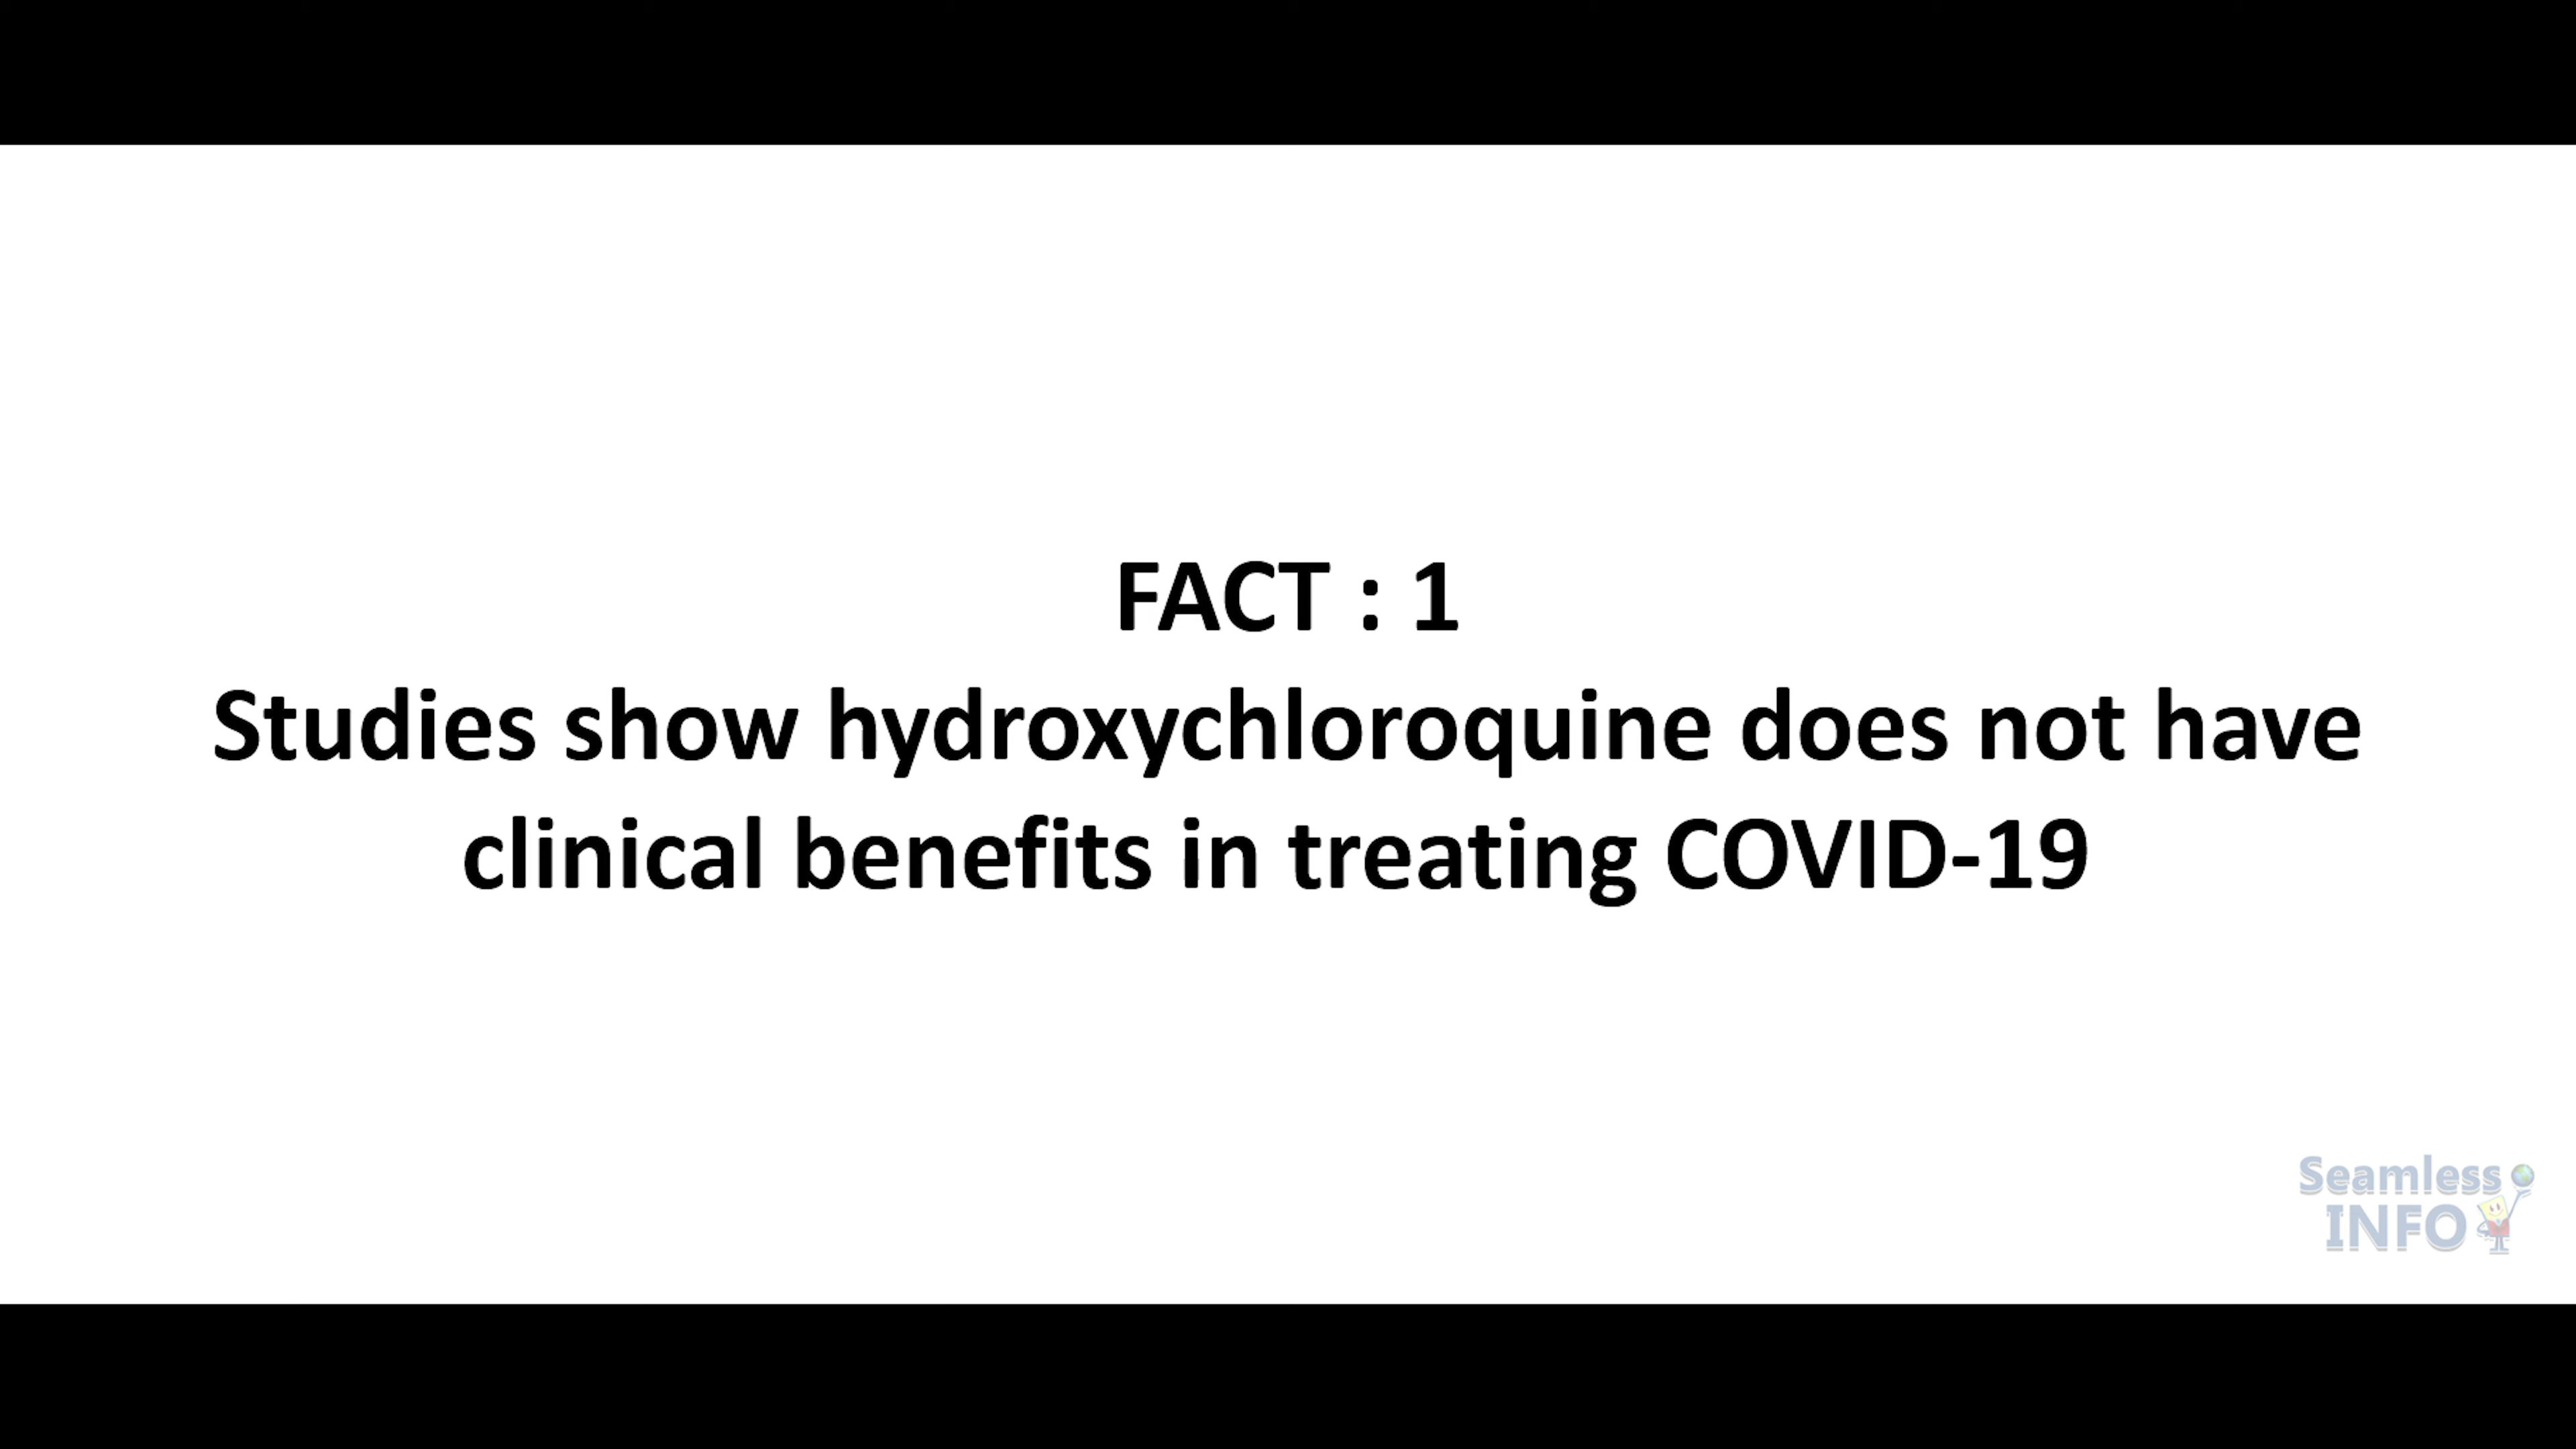 FACT : 1
Studies show hydroxychloroquine does not have
clinical benefits in treating COVID-19
Seamless
INFO